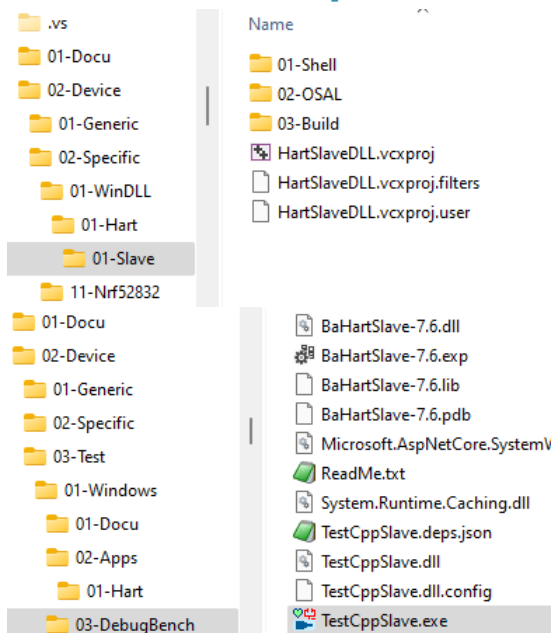 .vs
01-Docu
02-Device
01-Generic
02-Specific
01-WinDLL
01-Hart
01-Slave
11-Nrf52832
Name
01-Shell
02-OSAL
03-Build
HartSlaveDLL.vcxproj
HartSlaveDLL.vcxproj.filters
HartSlaveDLL.vcxproj.user
01-Docu
02-Device
01-Generic
02-Specific
03-Test
01-Windows
01-Docu
02-Apps
01-Hart
03-DebugBench
BaHartSlave-7.6.dll
BaHartSlave-7.6.exp
BaHartSlave-7.6.lib
BaHartSlave-7.6.pdb
Microsoft.AspNetCore.SystemW
ReadMe.txt
System.Runtime.Caching.dll
TestCppSlave.deps.json
TestCppSlave.dll
TestCppSlave.dll.config
TestCppSlave.exe